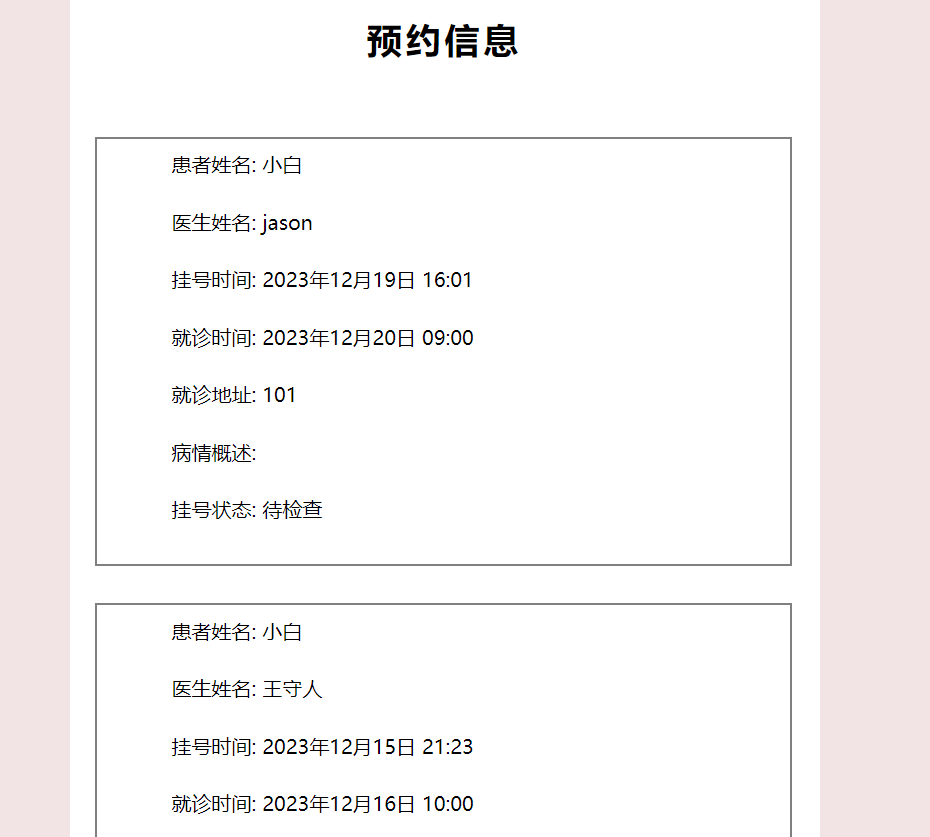 预约信息
患者姓名: 小白
医生姓名: jason
挂号时间: 2023年12月19日 16:01
就诊时间: 2023年12月20日 09:00
就诊地址: 101
病情概述:
挂号状态: 待检查
患者姓名: 小白
医生姓名: 王守人
挂号时间: 2023年12月15日 21:23
就诊时间: 2023年12月16日 10:00